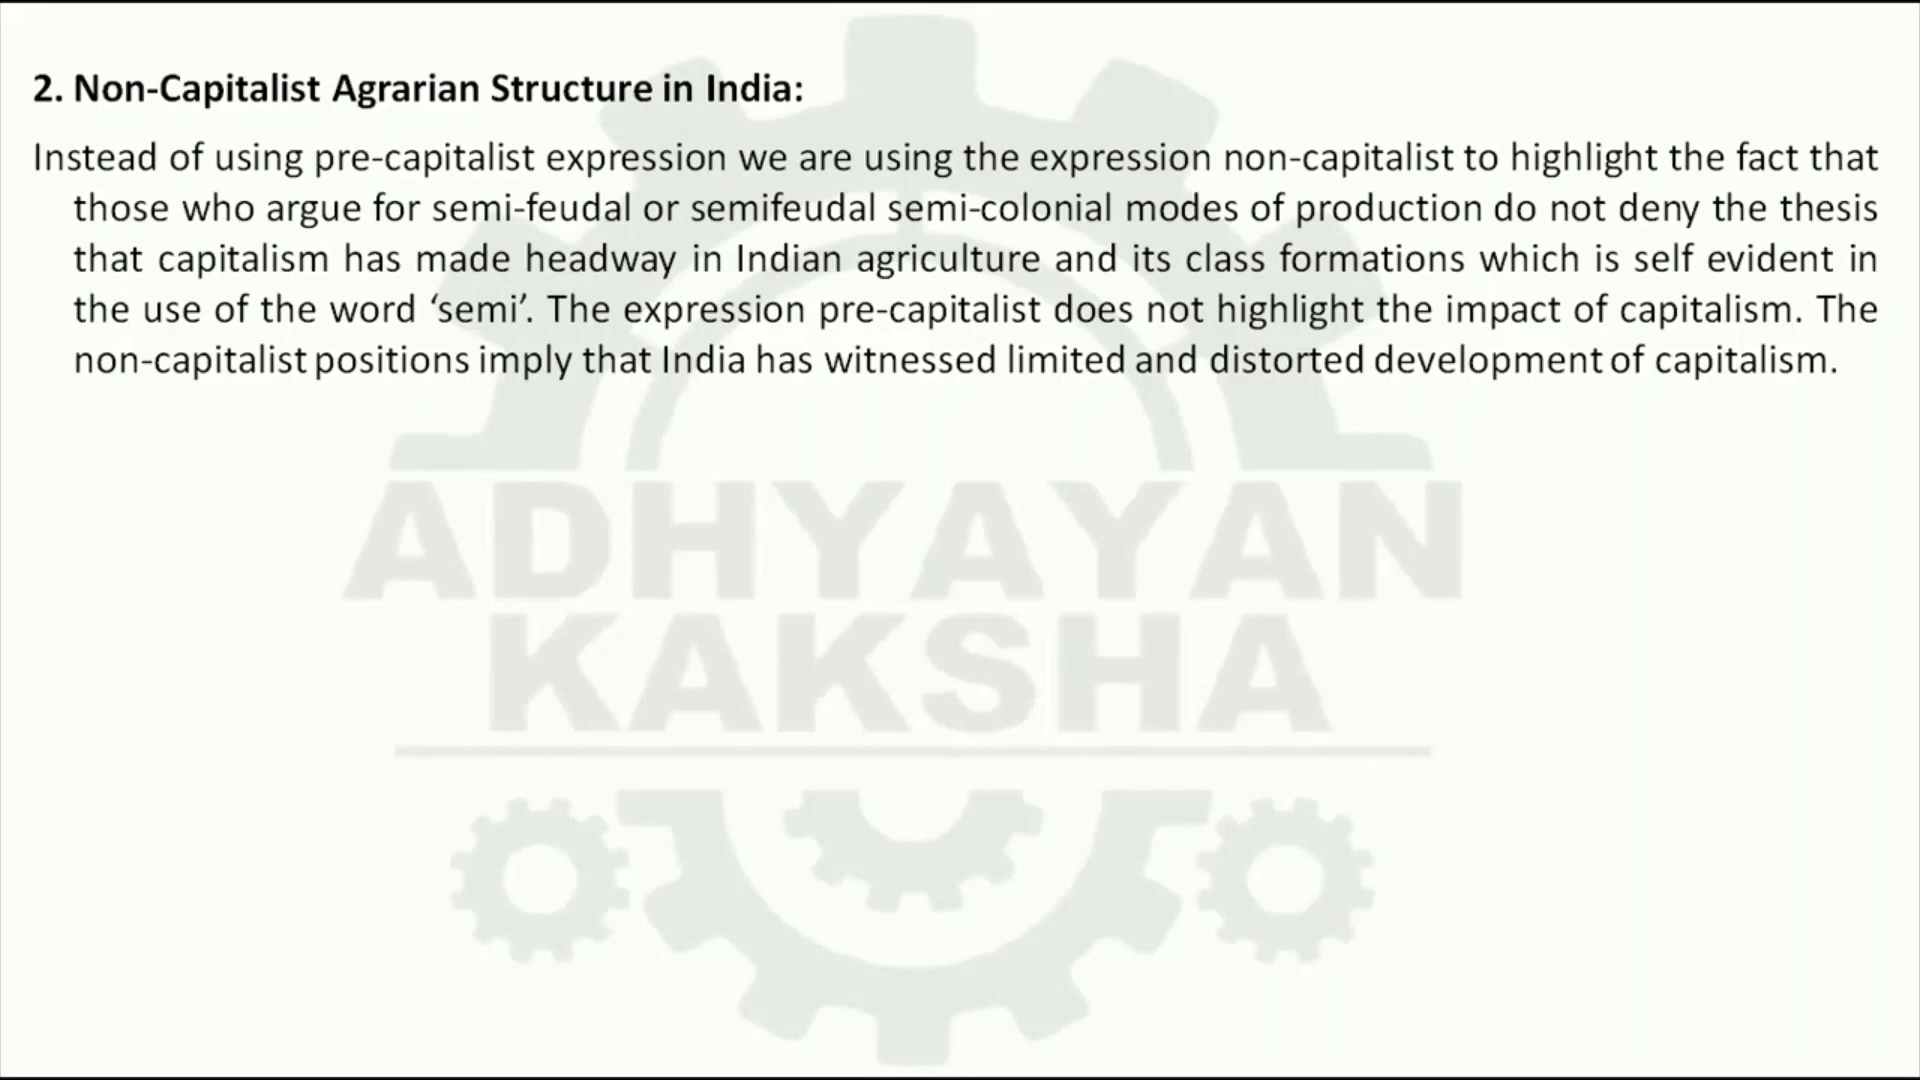 2. Non-Capitalist Agrarian Structure in India:
Instead of using pre-capitalist expression we are using the expression non-capitalist to highlight the fact that
those who argue for semi-feudal or semifeudal semi-colonial modes of production do not deny the thesis
that capitalism has made headway in Indian agriculture and its class formations which is self evident in
the use of the word ‘semi’. The expression pre-capitalist does not highlight the impact of capitalism. The
non-capitalist positions imply that India has witnessed limited and distorted development of capitalism.
ADHYAYAN
KAKSHA